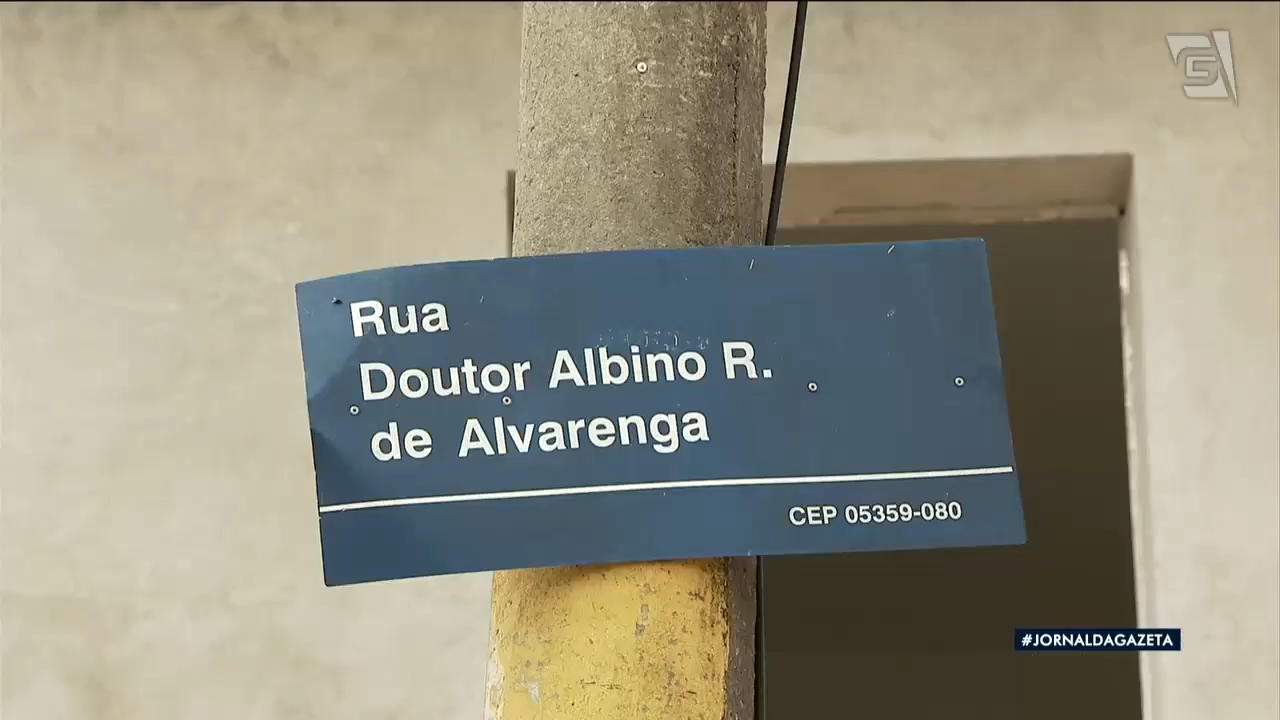 Rua
Doutor Albino R.
de Alvarenga
CEP 05359-080
#JORNALDAGAZETA